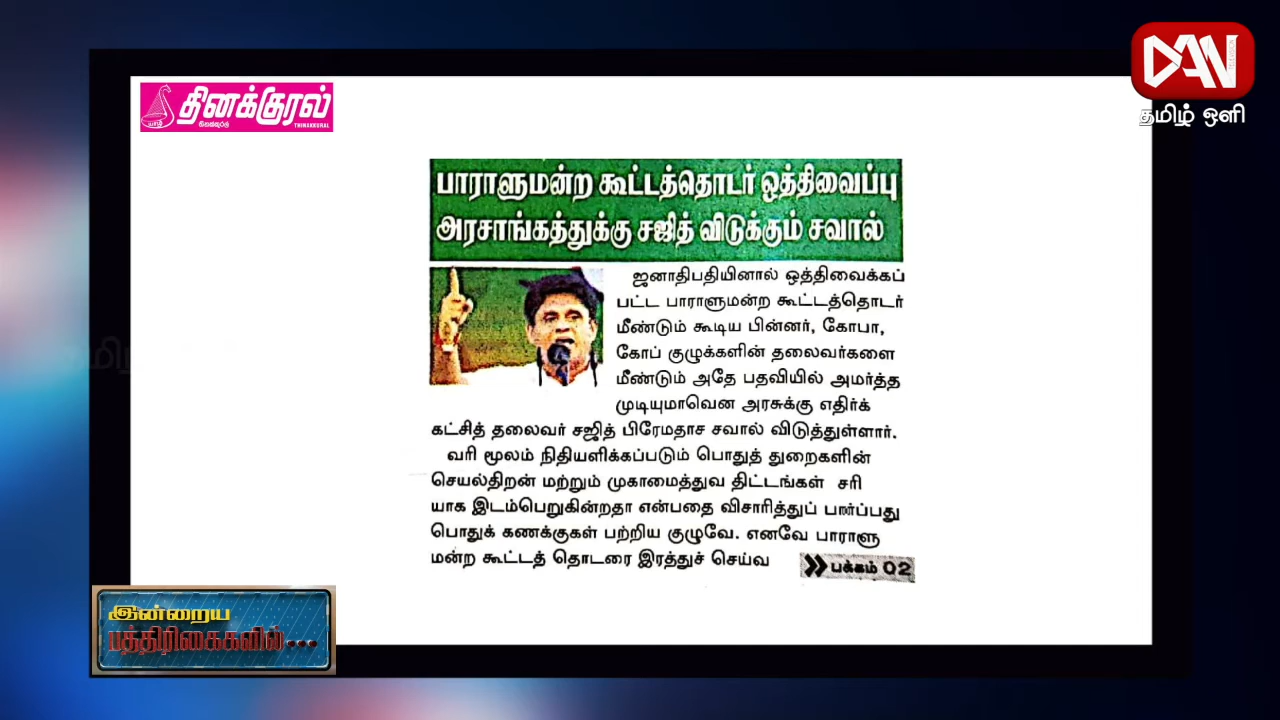 தினக்குரல்
யாழ்
THINAKKURAL
DAN
தமிழ் ஒளி
பாராளுமன்ற கூட்டத்தொடர் ஒத்திவைப்பு
அரசாங்கத்துக்கு சஜித் விடுக்கும் சவால்
ஜனாதிபதியினால் ஒத்திவைக்கப்
பட்ட பாராளுமன்ற கூட்டத்தொடர்
மீண்டும் கூடிய பின்னர், கோபா,
கோப் குழுக்களின் தலைவர்களை
மீண்டும் அதே பதவியில் அமர்த்த
முடியுமாவென அரசுக்கு எதிர்க்
கட்சித் தலைவர் சஜித் பிரேமதாச சவால் விடுத்துள்ளார்.
வரி மூலம் நிதியளிக்கப்படும் பொதுத் துறைகளின்
செயல்திறன் மற்றும் முகாமைத்துவ திட்டங்கள் சரி
யாக இடம்பெறுகின்றதா என்பதை விசாரித்துப் பார்ப்பது
பொதுக் கணக்குகள் பற்றிய குழுவே. எனவே பாராளு
மன்ற கூட்டத் தொடரை இரத்துச் செய்வ
பக்கம் 02
இன்றைய
பத்திரிகைகளில்...